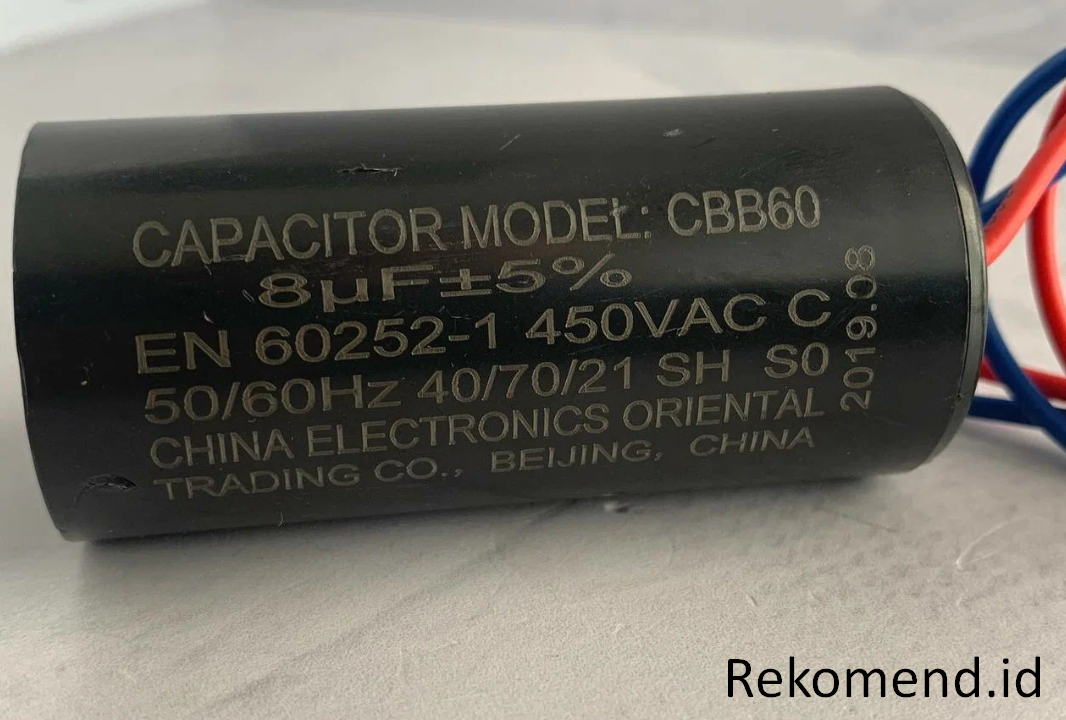 CAPACITOR MODEL: CBB60
8µF±5%
EN 60252-1 450VAC C
50/60Hz 40/70/21 SH S0
CHINA ELECTRONICS ORIENTAL
TRADING CO., BEIJING, CHINA
2019.08
Rekomend.id